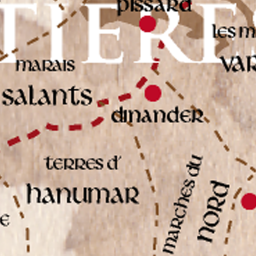 pissard
TIERES
les m
var
marais
salants
dinander
terres d'
hanumar
marches du
nord
e